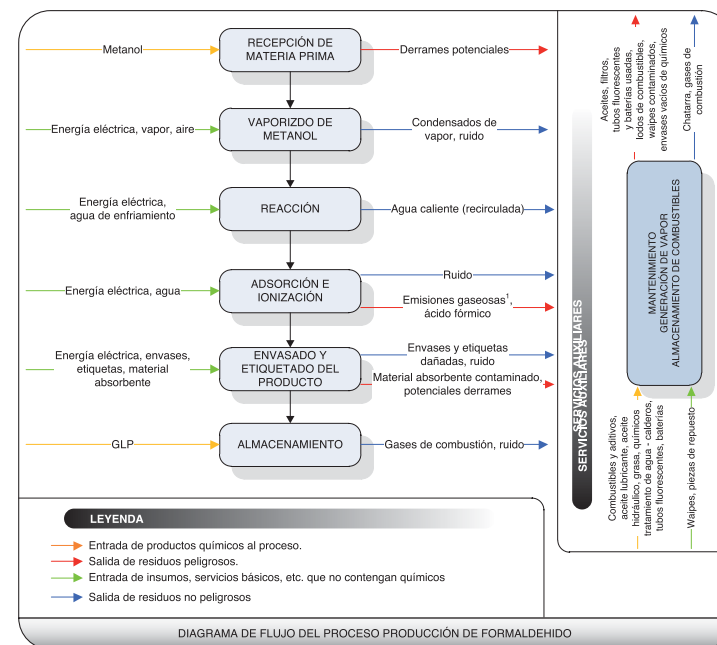 Metanol
RECEPCIÓN DE
MATERIA PRIMA
Derrames potenciales
Energía eléctrica, vapor, aire
VAPORIZDO DE
METANOL
Condensados de
vapor, ruido
Energía eléctrica,
agua de enfriamiento
REACCIÓN
Agua caliente (recirculada)
Energía eléctrica, agua
ADSORCIÓN E
IONIZACIÓN
Ruido
Emisiones gaseosas¹,
ácido fórmico
Energía eléctrica, envases,
etiquetas, material
absorbente
ENVASADO Y
ETIQUETADO DEL
PRODUCTO
Envases y etiquetas
dañadas, ruido
Material absorbente contaminado,
potenciales derrames
GLP
ALMACENAMIENTO
Gases de combustión, ruido
SERVICIOS AUXILIARES
SERVICIOS AUXILIARES
Aceites, filtros,
tubos fluorescentes
y baterías usadas,
lodos de combustibles,
waipes contaminados,
envases vacíos de químicos
Chatarra, gases de
combustión
MANTENIMIENTO
GENERACIÓN DE VAPOR
ALMACENAMIENTO DE COMBUSTIBLES
Combustibles y aditivos,
aceite lubricante, aceite
hidráulico, grasa, químicos
tratamiento de agua - calderos,
tubos fluorescentes, baterías
Waipes, piezas de repuesto
LEYENDA
Entrada de productos químicos al proceso.
Salida de residuos peligrosos.
Entrada de insumos, servicios básicos, etc. que no contengan químicos
Salida de residuos no peligrosos
DIAGRAMA DE FLUJO DEL PROCESO PRODUCCIÓN DE FORMALDEHIDO